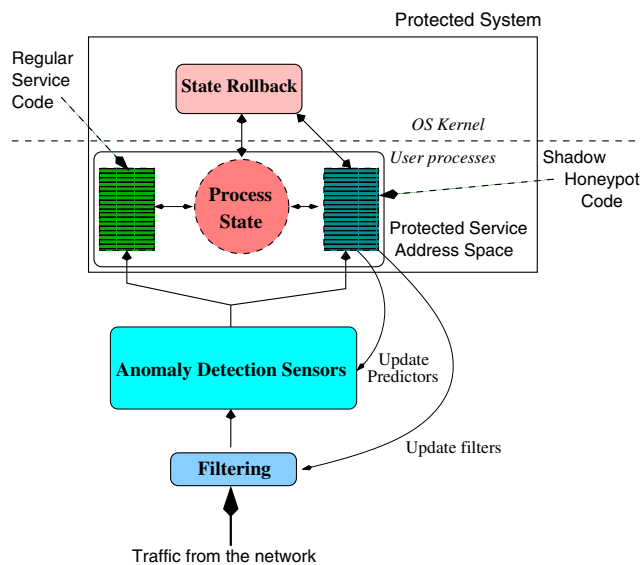 Protected System
Regular
Service
Code
State Rollback
OS Kernel
User processes
Shadow
Honeypot
Code
Process
State
Protected Service
Address Space
Anomaly Detection Sensors
Update
Predictors
Update filters
Filtering
Traffic from the network